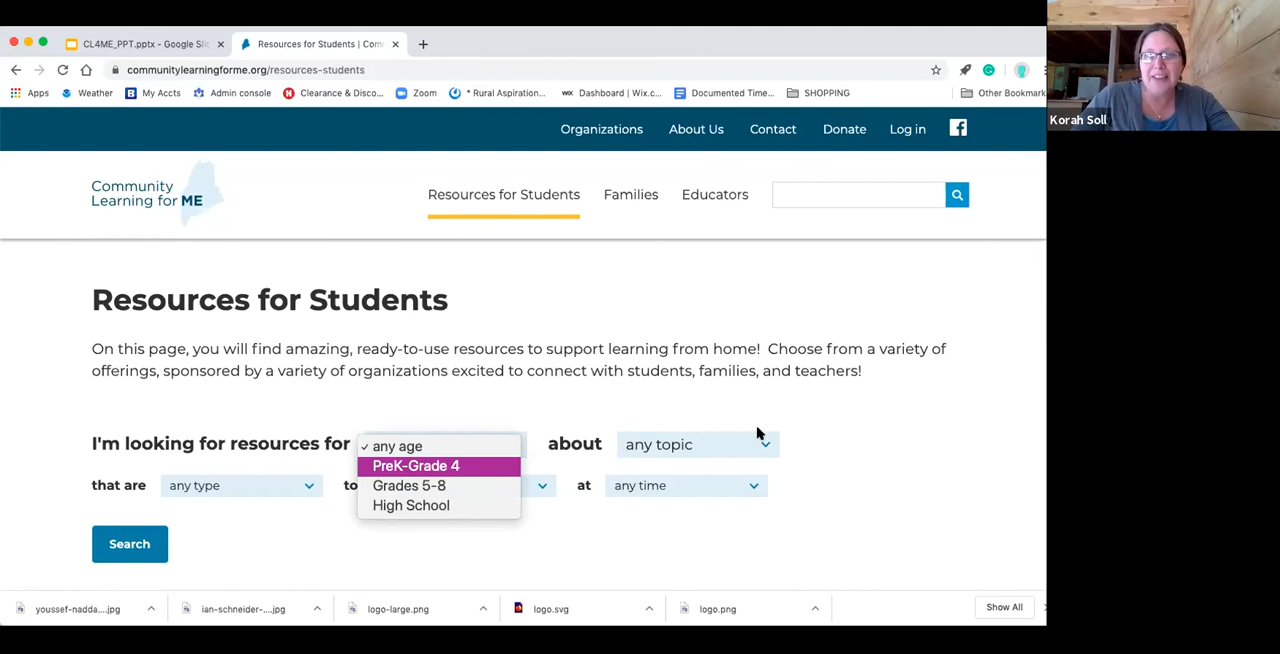 CL4ME_PPT.pptx - Google Slic
Resources for Students | Com
communitylearningforme.org/resources-students
Apps Weather My Accts Admin console Clearance & Disco... Zoom * Rural Aspiration... Dashboard | Wix.c... Documented Time... SHOPPING Other Bookmark
Korah Soll
Organizations About Us Contact Donate Log in
Community
Learning for ME
Resources for Students Families Educators
Resources for Students
On this page, you will find amazing, ready-to-use resources to support learning from home! Choose from a variety of
offerings, sponsored by a variety of organizations excited to connect with students, families, and teachers!
I'm looking for resources for any age about any topic
PreK-Grade 4
that are any type to Grades 5-8 at any time
High School
Search
youssef-nadda....jpg ian-schneider-....jpg logo-large.png logo.svg logo.png Show All